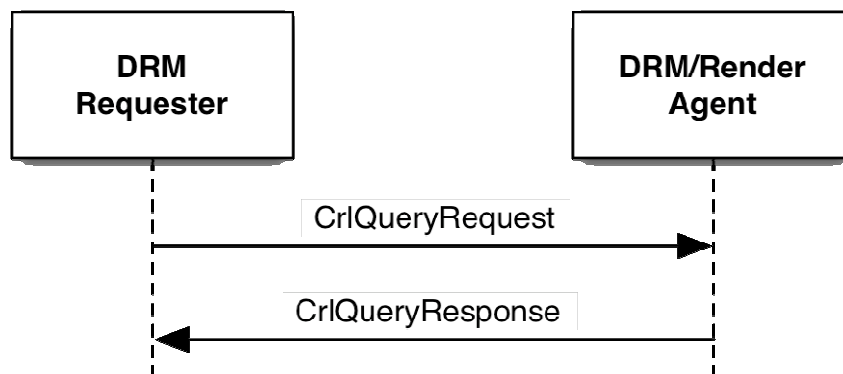 DRM
Requester
DRM/Render
Agent
CrlQueryRequest
CrlQueryResponse